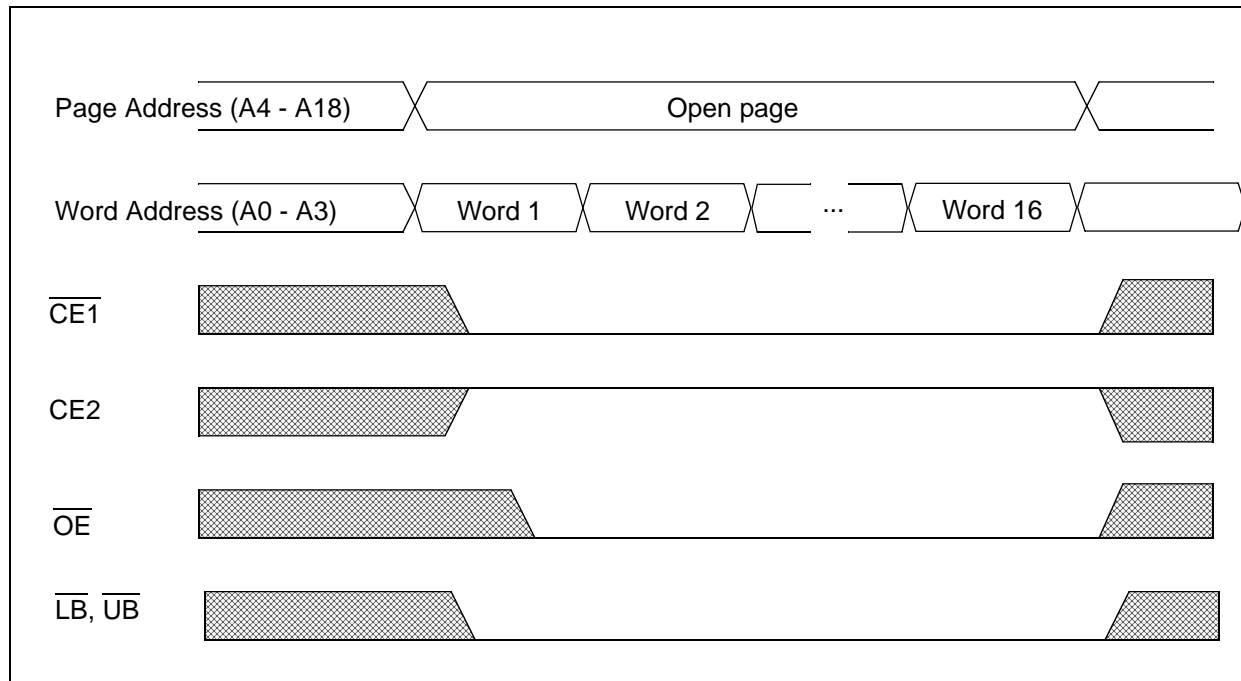 Page Address (A4 - A18)
Open page
Word Address (A0 - A3)
Word 1
Word 2
...
Word 16
CE1
CE2
OE
LB, UB